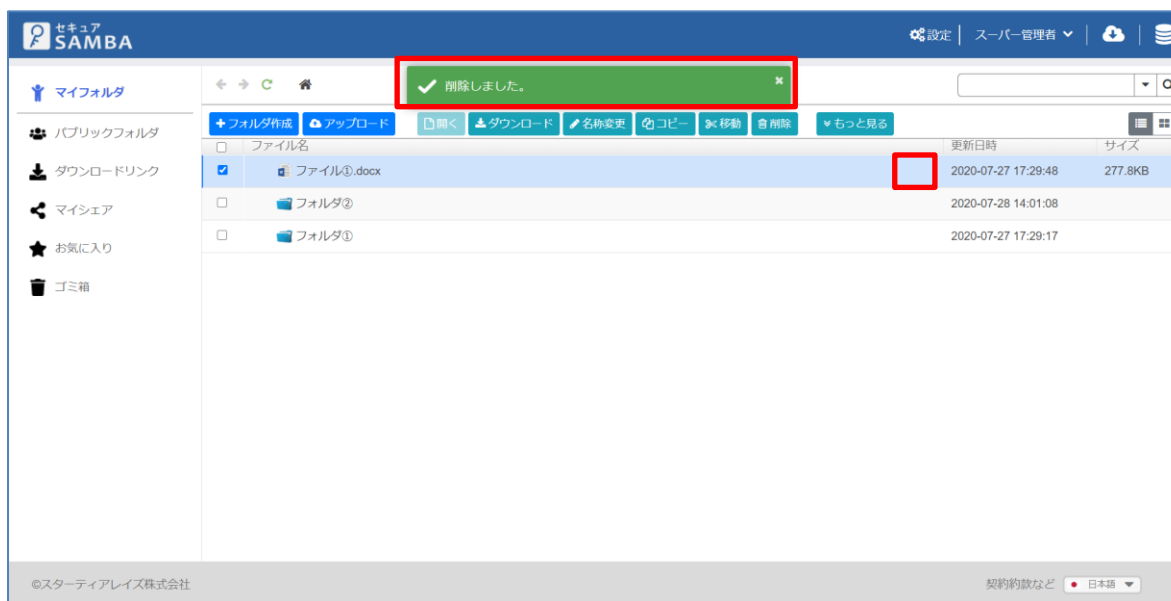 セキュア
SAMBA
設定 スーパー管理者
マイフォルダ
パブリックフォルダ
ダウンロードリンク
マイシェア
お気に入り
ゴミ箱
削除しました。 ×
+フォルダ作成 アップロード 開く ダウンロード 名称変更 コピー 移動 削除 もっと見る
ファイル名 更新日時 サイズ
ファイル①.docx 2020-07-27 17:29:48 277.8KB
フォルダ② 2020-07-28 14:01:08
フォルダ① 2020-07-27 17:29:17
©スターティアレイズ株式会社 契約約款など 日本語